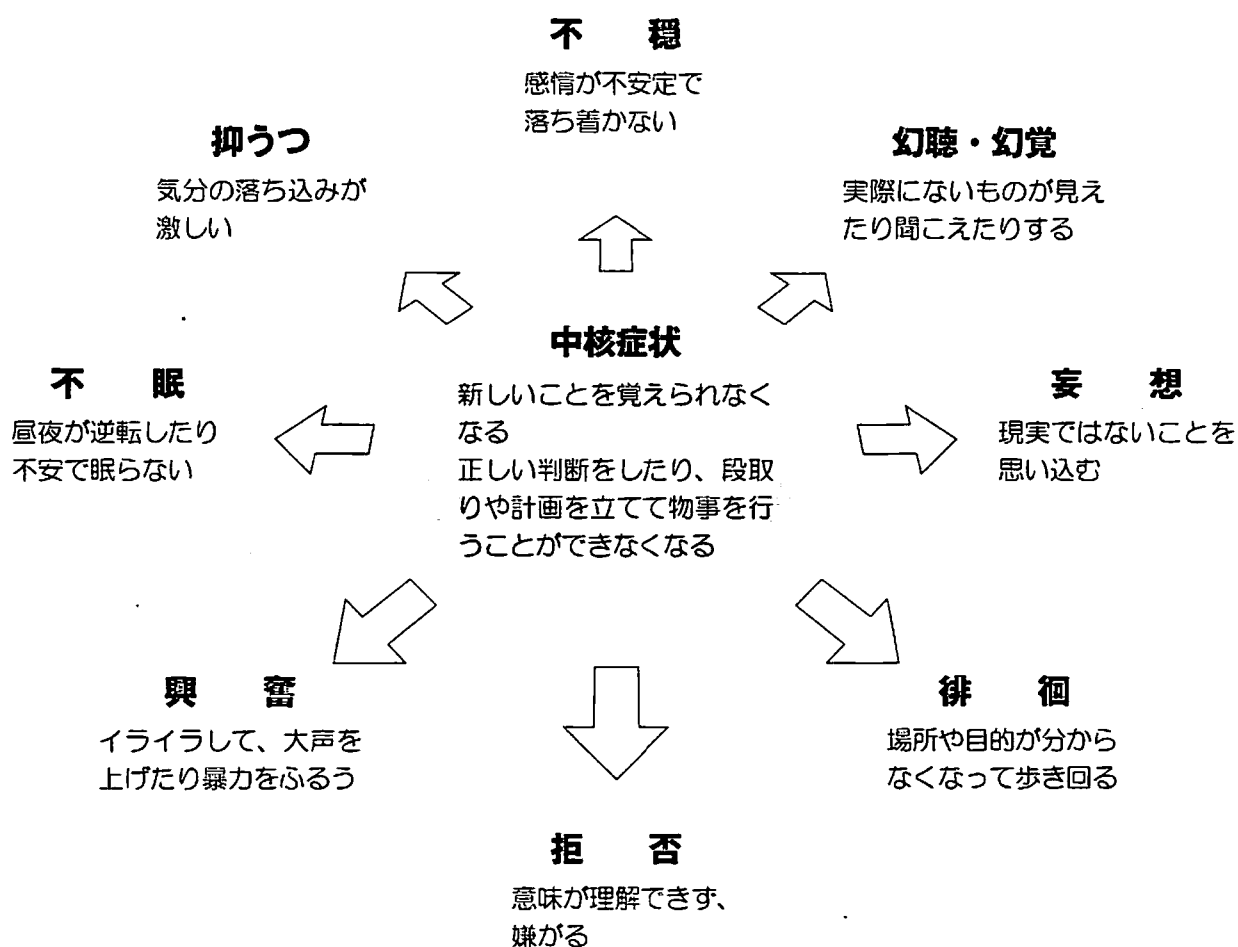 不　穏
感情が不安定で
落ち着かない
抑うつ
気分の落ち込みが
激しい
幻聴・幻覚
実際にないものが見え
たり聞こえたりする
中核症状
新しいことを覚えられなく
なる
正しい判断をしたり、段取
りや計画を立てて物事を行
うことができなくなる
不　眠
昼夜が逆転したり
不安で眠らない
妄　想
現実ではないことを
思い込む
興　奮
イライラして、大声を
上げたり暴力をふるう
徘　徊
場所や目的が分から
なくなって歩き回る
拒　否
意味が理解できず、
嫌がる